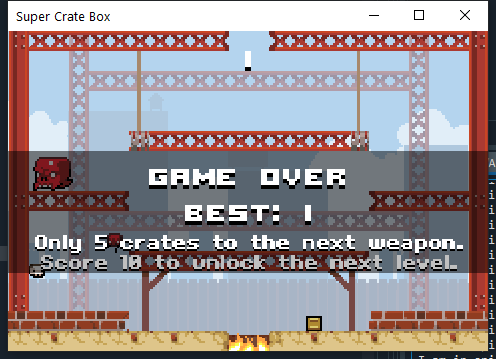 Super Crate Box
1
GAME OVER
BEST: 1
Only 5 crates to the next weapon.
Score 10 to unlock the next level.